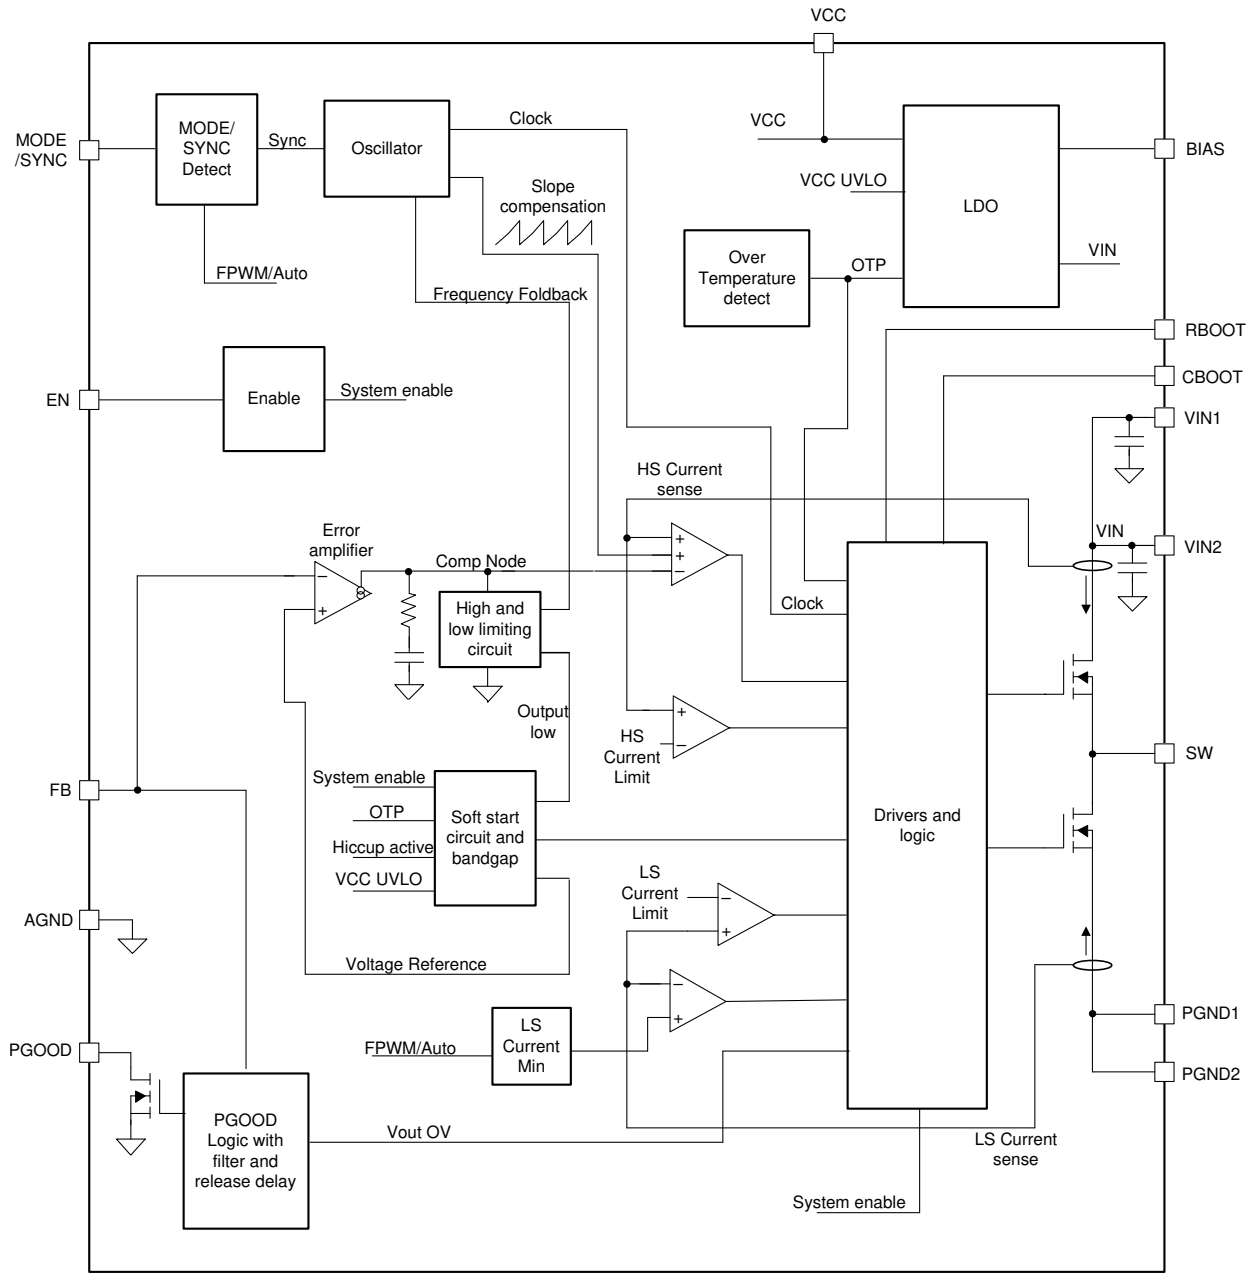 VCC
MODE
/SYNC
MODE/
SYNC
Detect
Sync
Oscillator
Clock
VCC
VCC UVLO
LDO
BIAS
Slope
compensation
FPWM/Auto
Frequency Foldback
Over
Temperature
detect
OTP
VIN
RBOOT
CBOOT
VIN1
EN
Enable
System enable
HS Current
sense
VIN
VIN2
Error
amplifier
−
+
Comp Node
+
+
−
High and
low limiting
circuit
Clock
Output
low
+
−
HS
Current
Limit
SW
FB
System enable
OTP
Hiccup active
VCC UVLO
Soft start
circuit and
bandgap
Drivers and
logic
LS
Current
Limit
−
+
AGND
Voltage Reference
−
+
PGND1
PGOOD
FPWM/Auto
LS
Current
Min
PGND2
PGOOD
Logic with
filter and
release delay
Vout OV
LS Current
sense
System enable